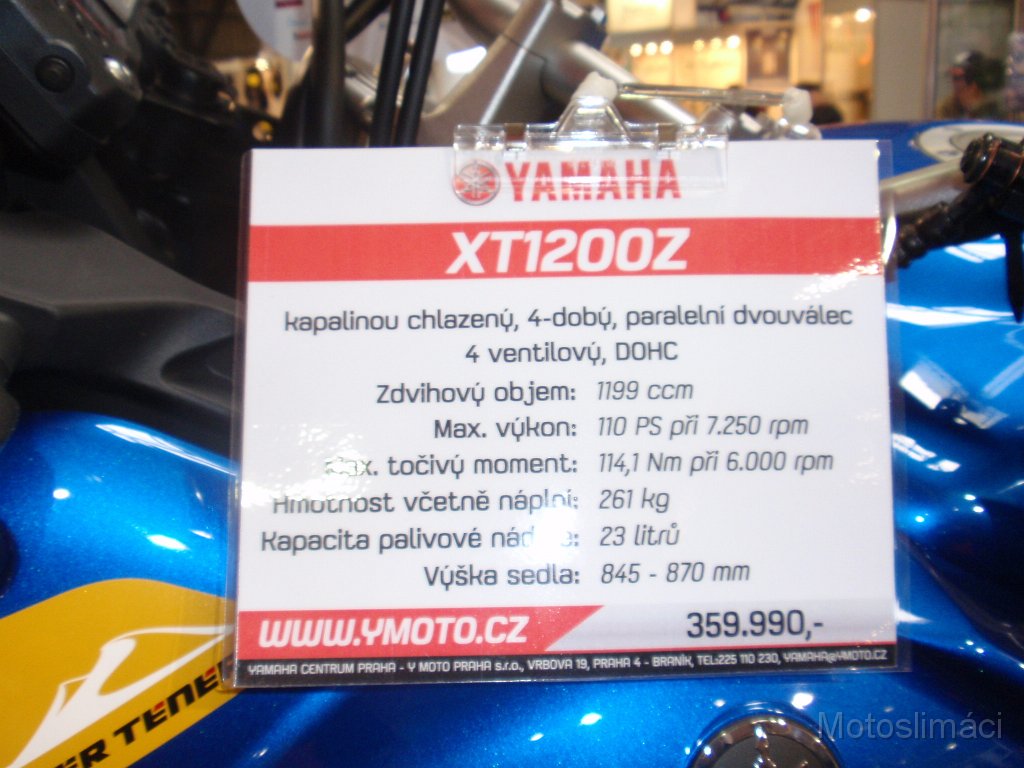 YAMAHA
XT1200Z
kapalinou chlazený, 4-dobý, paralelní dvouválec
4 ventilový, DOHC
Zdvihový objem: 1199 ccm
Max. výkon: 110 PS při 7.250 rpm
Max. točivý moment: 114,1 Nm při 6.000 rpm
Hmotnost včetně náplní: 261 kg
Kapacita palivové 23 litrů
Výška sedla: 845 - 870 mm
WWW.YMOTO.CZ 359.990,-
YAMAHA CENTRUM PRAHA - Y MOTO PRAHA s.r.o., VRBOVA 19, PRAHA 4 - BRANÍK, TEL.:225 110 230, YAMAHA@YMOTO.CZ
Motoslimáci